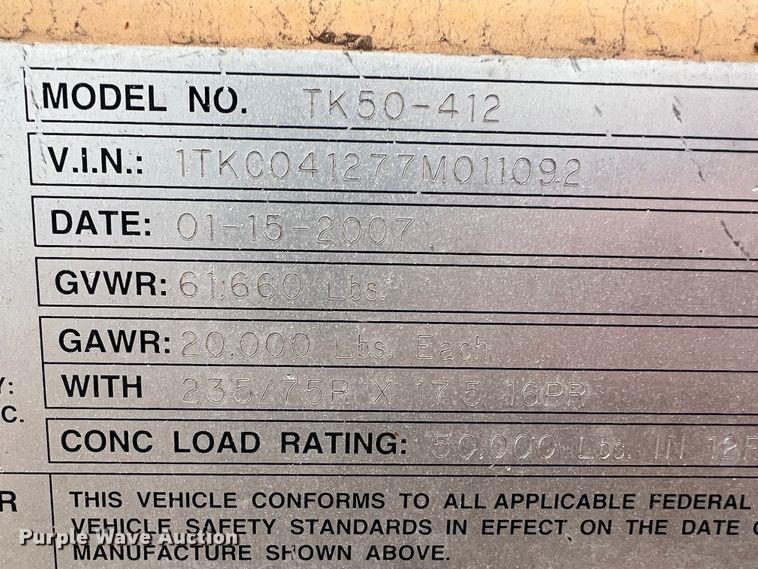 MODEL NO. TK50-412
V.I.N.: 1TKC041277M011092
DATE: 01-15-2007
GVWR: 61,660 Lbs.
GAWR: 20,000 Lbs. Each
Y: WITH 235/75R X 17.5 16PR
C.
CONC LOAD RATING: 50,000 Lbs. IN 12F
R THIS VEHICLE CONFORMS TO ALL APPLICABLE FEDERAL
VEHICLE SAFETY STANDARDS IN EFFECT ON THE DATE
MANUFACTURE SHOWN ABOVE.
Purple Wave Auction